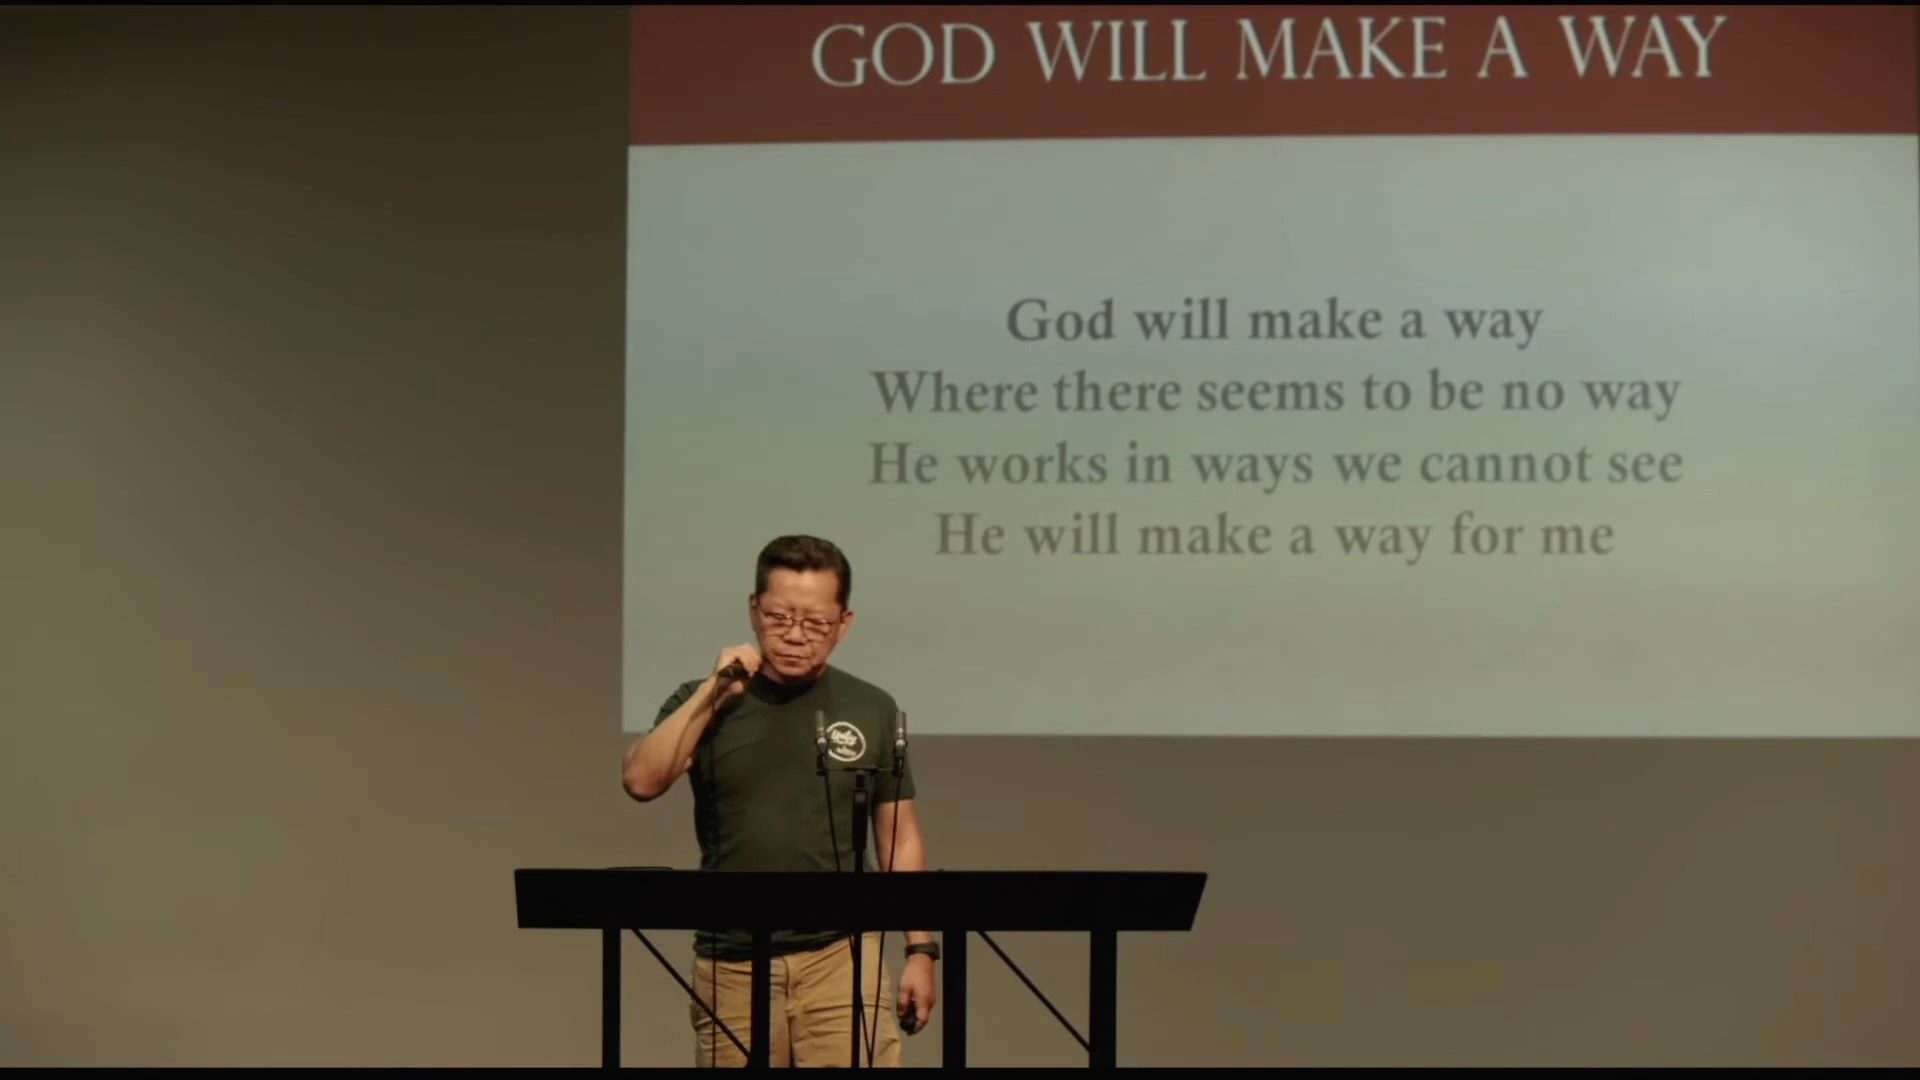 GOD WILL MAKE A WAY
God will make a way
Where there seems to be no way
He works in ways we cannot see
He will make a way for me